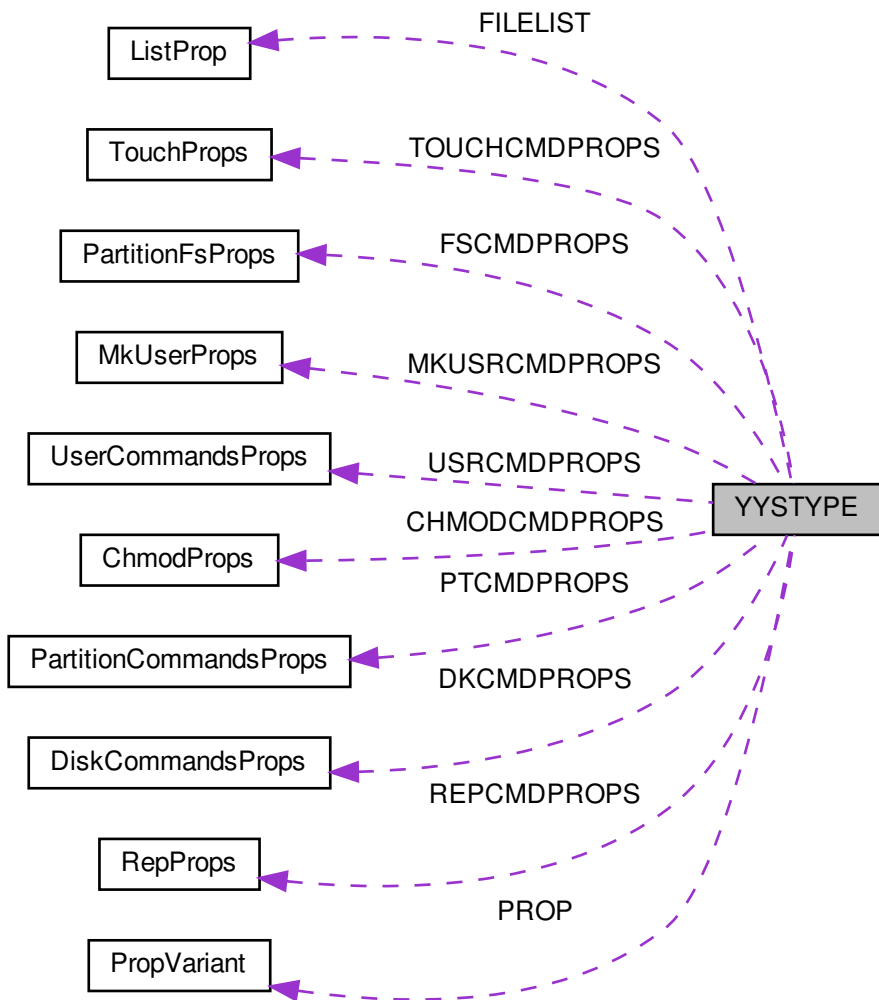 FILELIST
ListProp
TouchProps
TOUCHCMDPROPS
PartitionFsProps
FSCMDPROPS
MkUserProps
MKUSRCMDPROPS
UserCommandsProps
USRCMDPROPS
YYSTYPE
CHMODCMDPROPS
ChmodProps
PTCMDPROPS
PartitionCommandsProps
DKCMDPROPS
DiskCommandsProps
REPCMDPROPS
RepProps
PROP
PropVariant